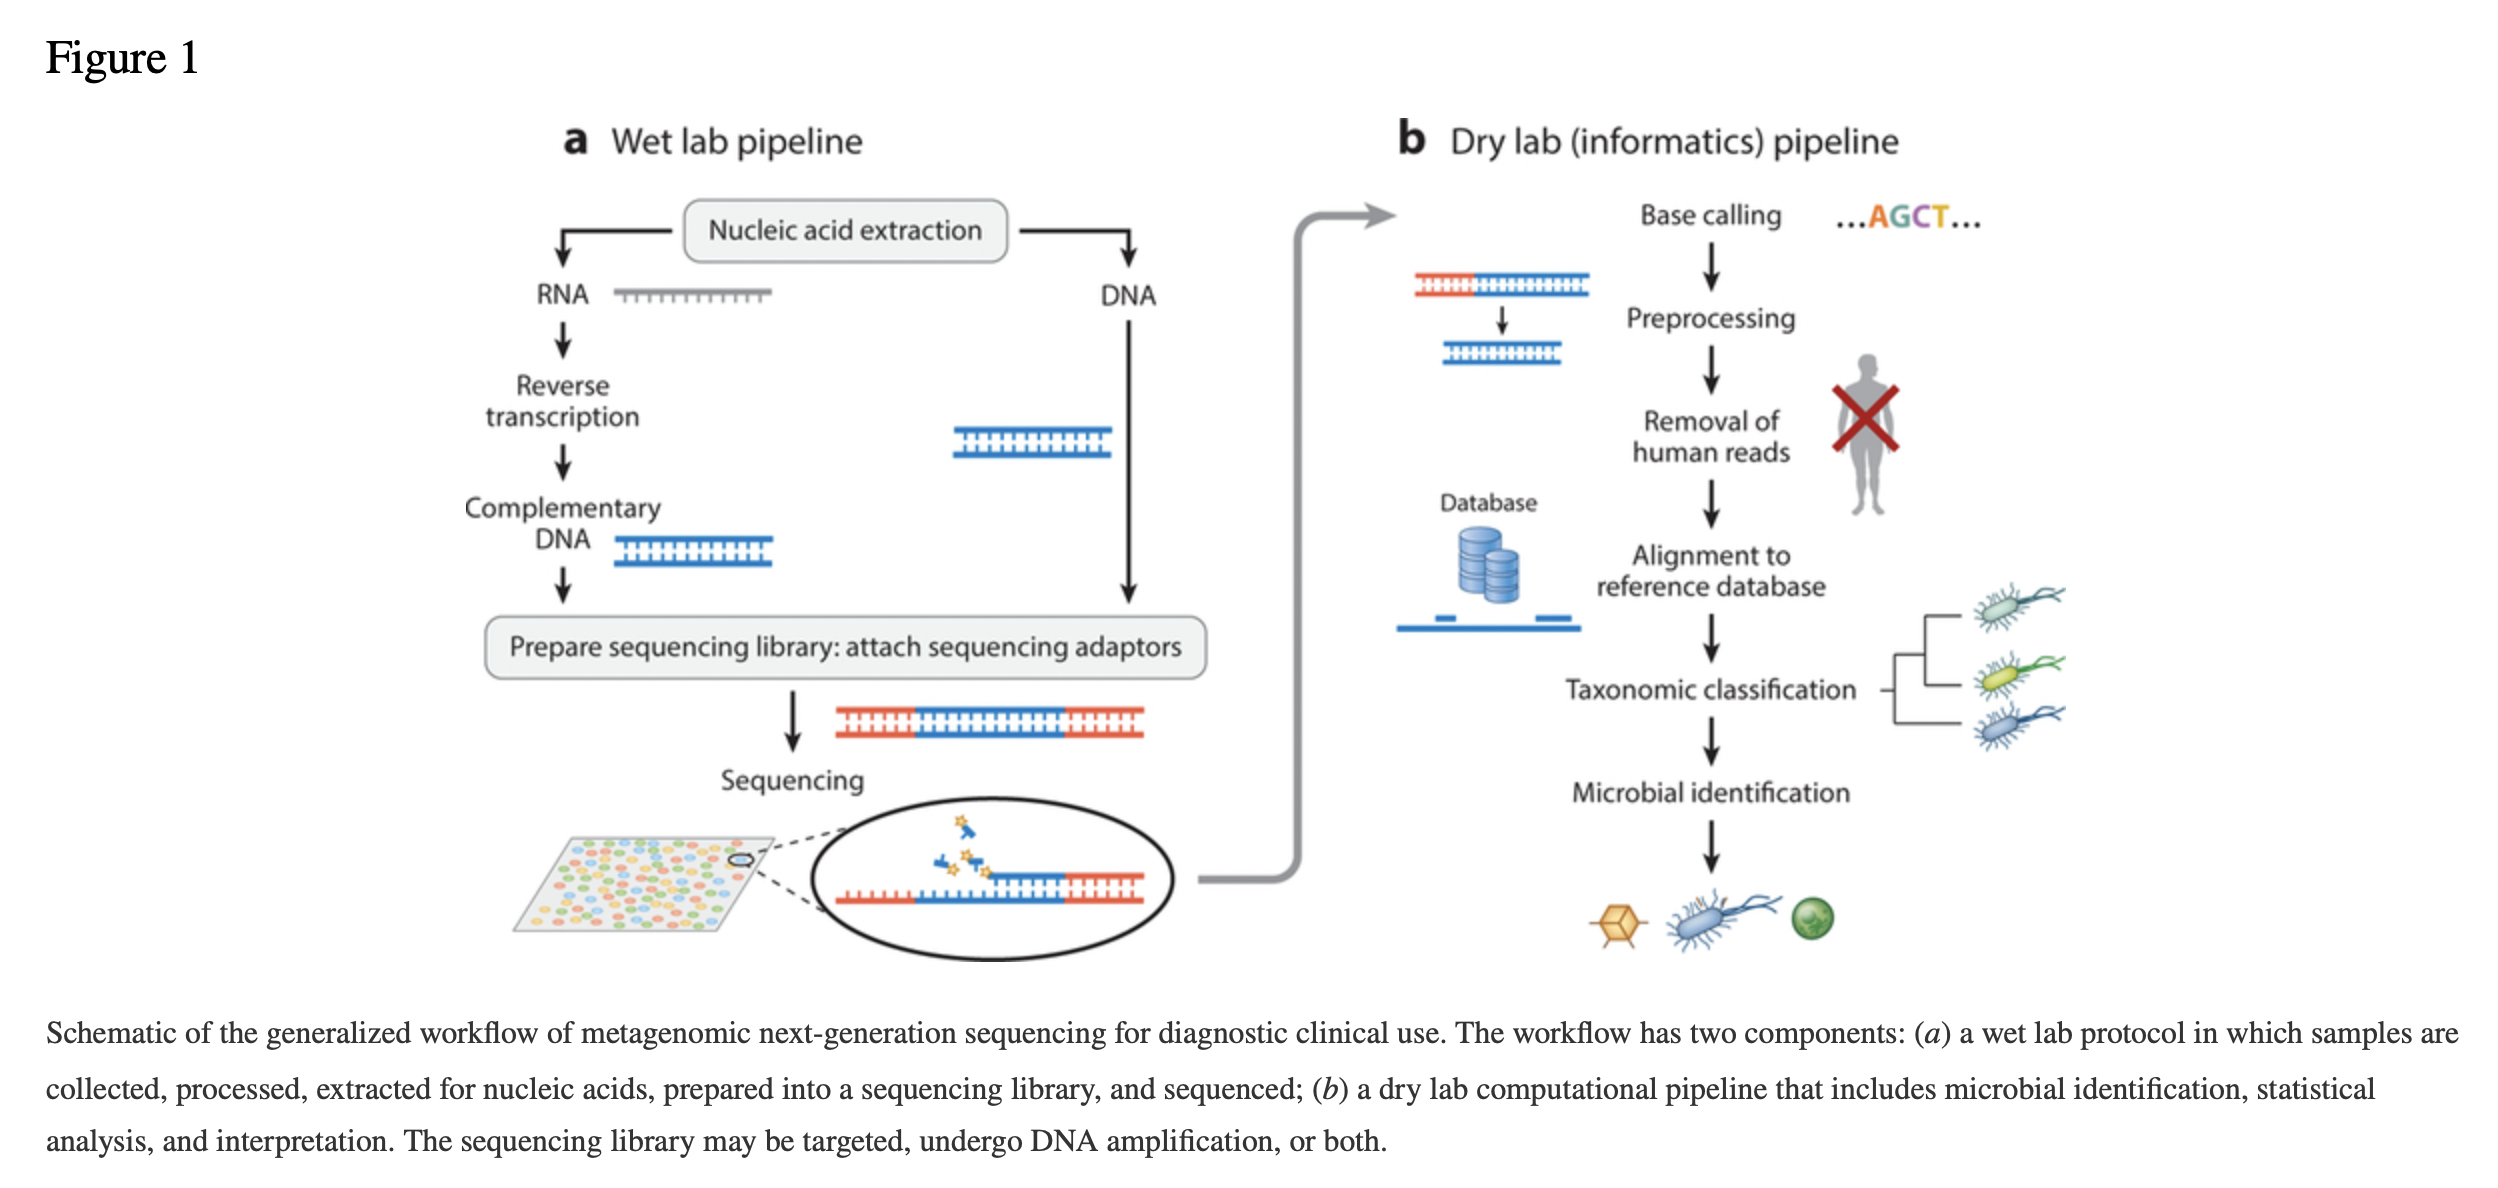 Figure 1
a Wet lab pipeline
Nucleic acid extraction
RNA
DNA
Reverse
transcription
Complementary
DNA
Prepare sequencing library: attach sequencing adaptors
Sequencing
b Dry lab (informatics) pipeline
Base calling
...AGCT...
Preprocessing
Removal of
human reads
Database
Alignment to
reference database
Taxonomic classification
Microbial identification
Schematic of the generalized workflow of metagenomic next-generation sequencing for diagnostic clinical use. The workflow has two components: (a) a wet lab protocol in which samples are
collected, processed, extracted for nucleic acids, prepared into a sequencing library, and sequenced; (b) a dry lab computational pipeline that includes microbial identification, statistical
analysis, and interpretation. The sequencing library may be targeted, undergo DNA amplification, or both.